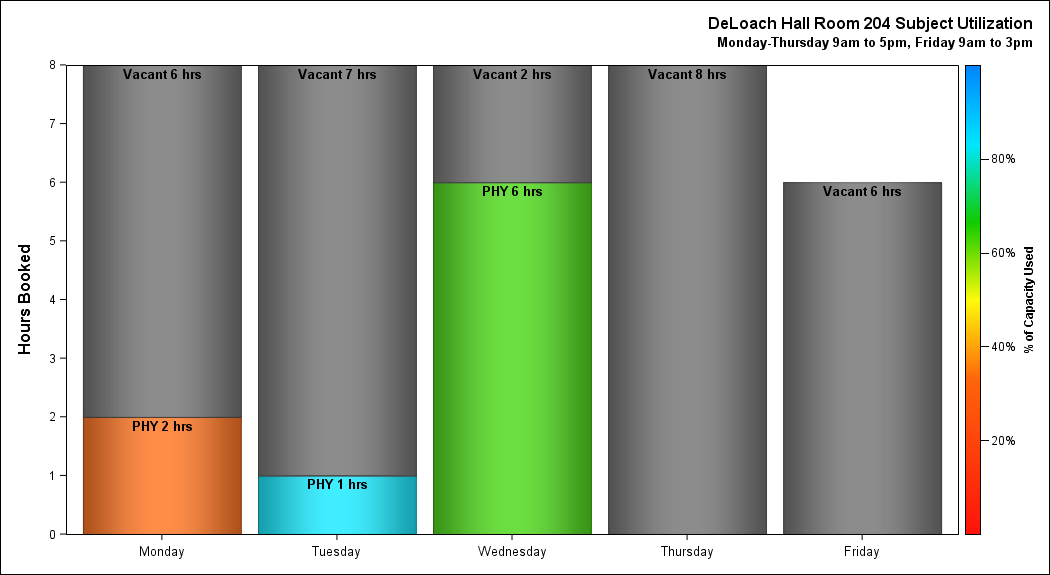 DeLoach Hall Room 204 Subject Utilization
Monday-Thursday 9am to 5pm, Friday 9am to 3pm
Hours Booked
8
7
6
5
4
3
2
1
0
Vacant 6 hrs
PHY 2 hrs
Vacant 7 hrs
PHY 1 hrs
Vacant 2 hrs
PHY 6 hrs
Vacant 8 hrs
Vacant 6 hrs
Monday
Tuesday
Wednesday
Thursday
Friday
80%
60%
40%
20%
% of Capacity Used